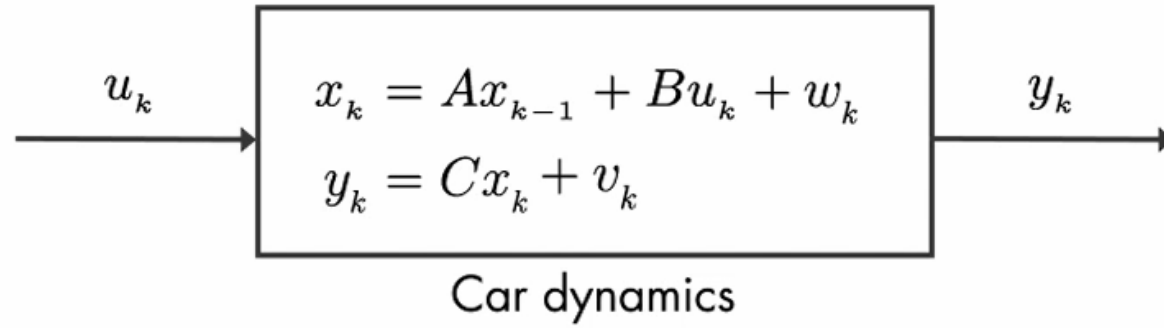 u_k
x_k = Ax_{k-1} + Bu_k + w_k
y_k = Cx_k + v_k
y_k
Car dynamics